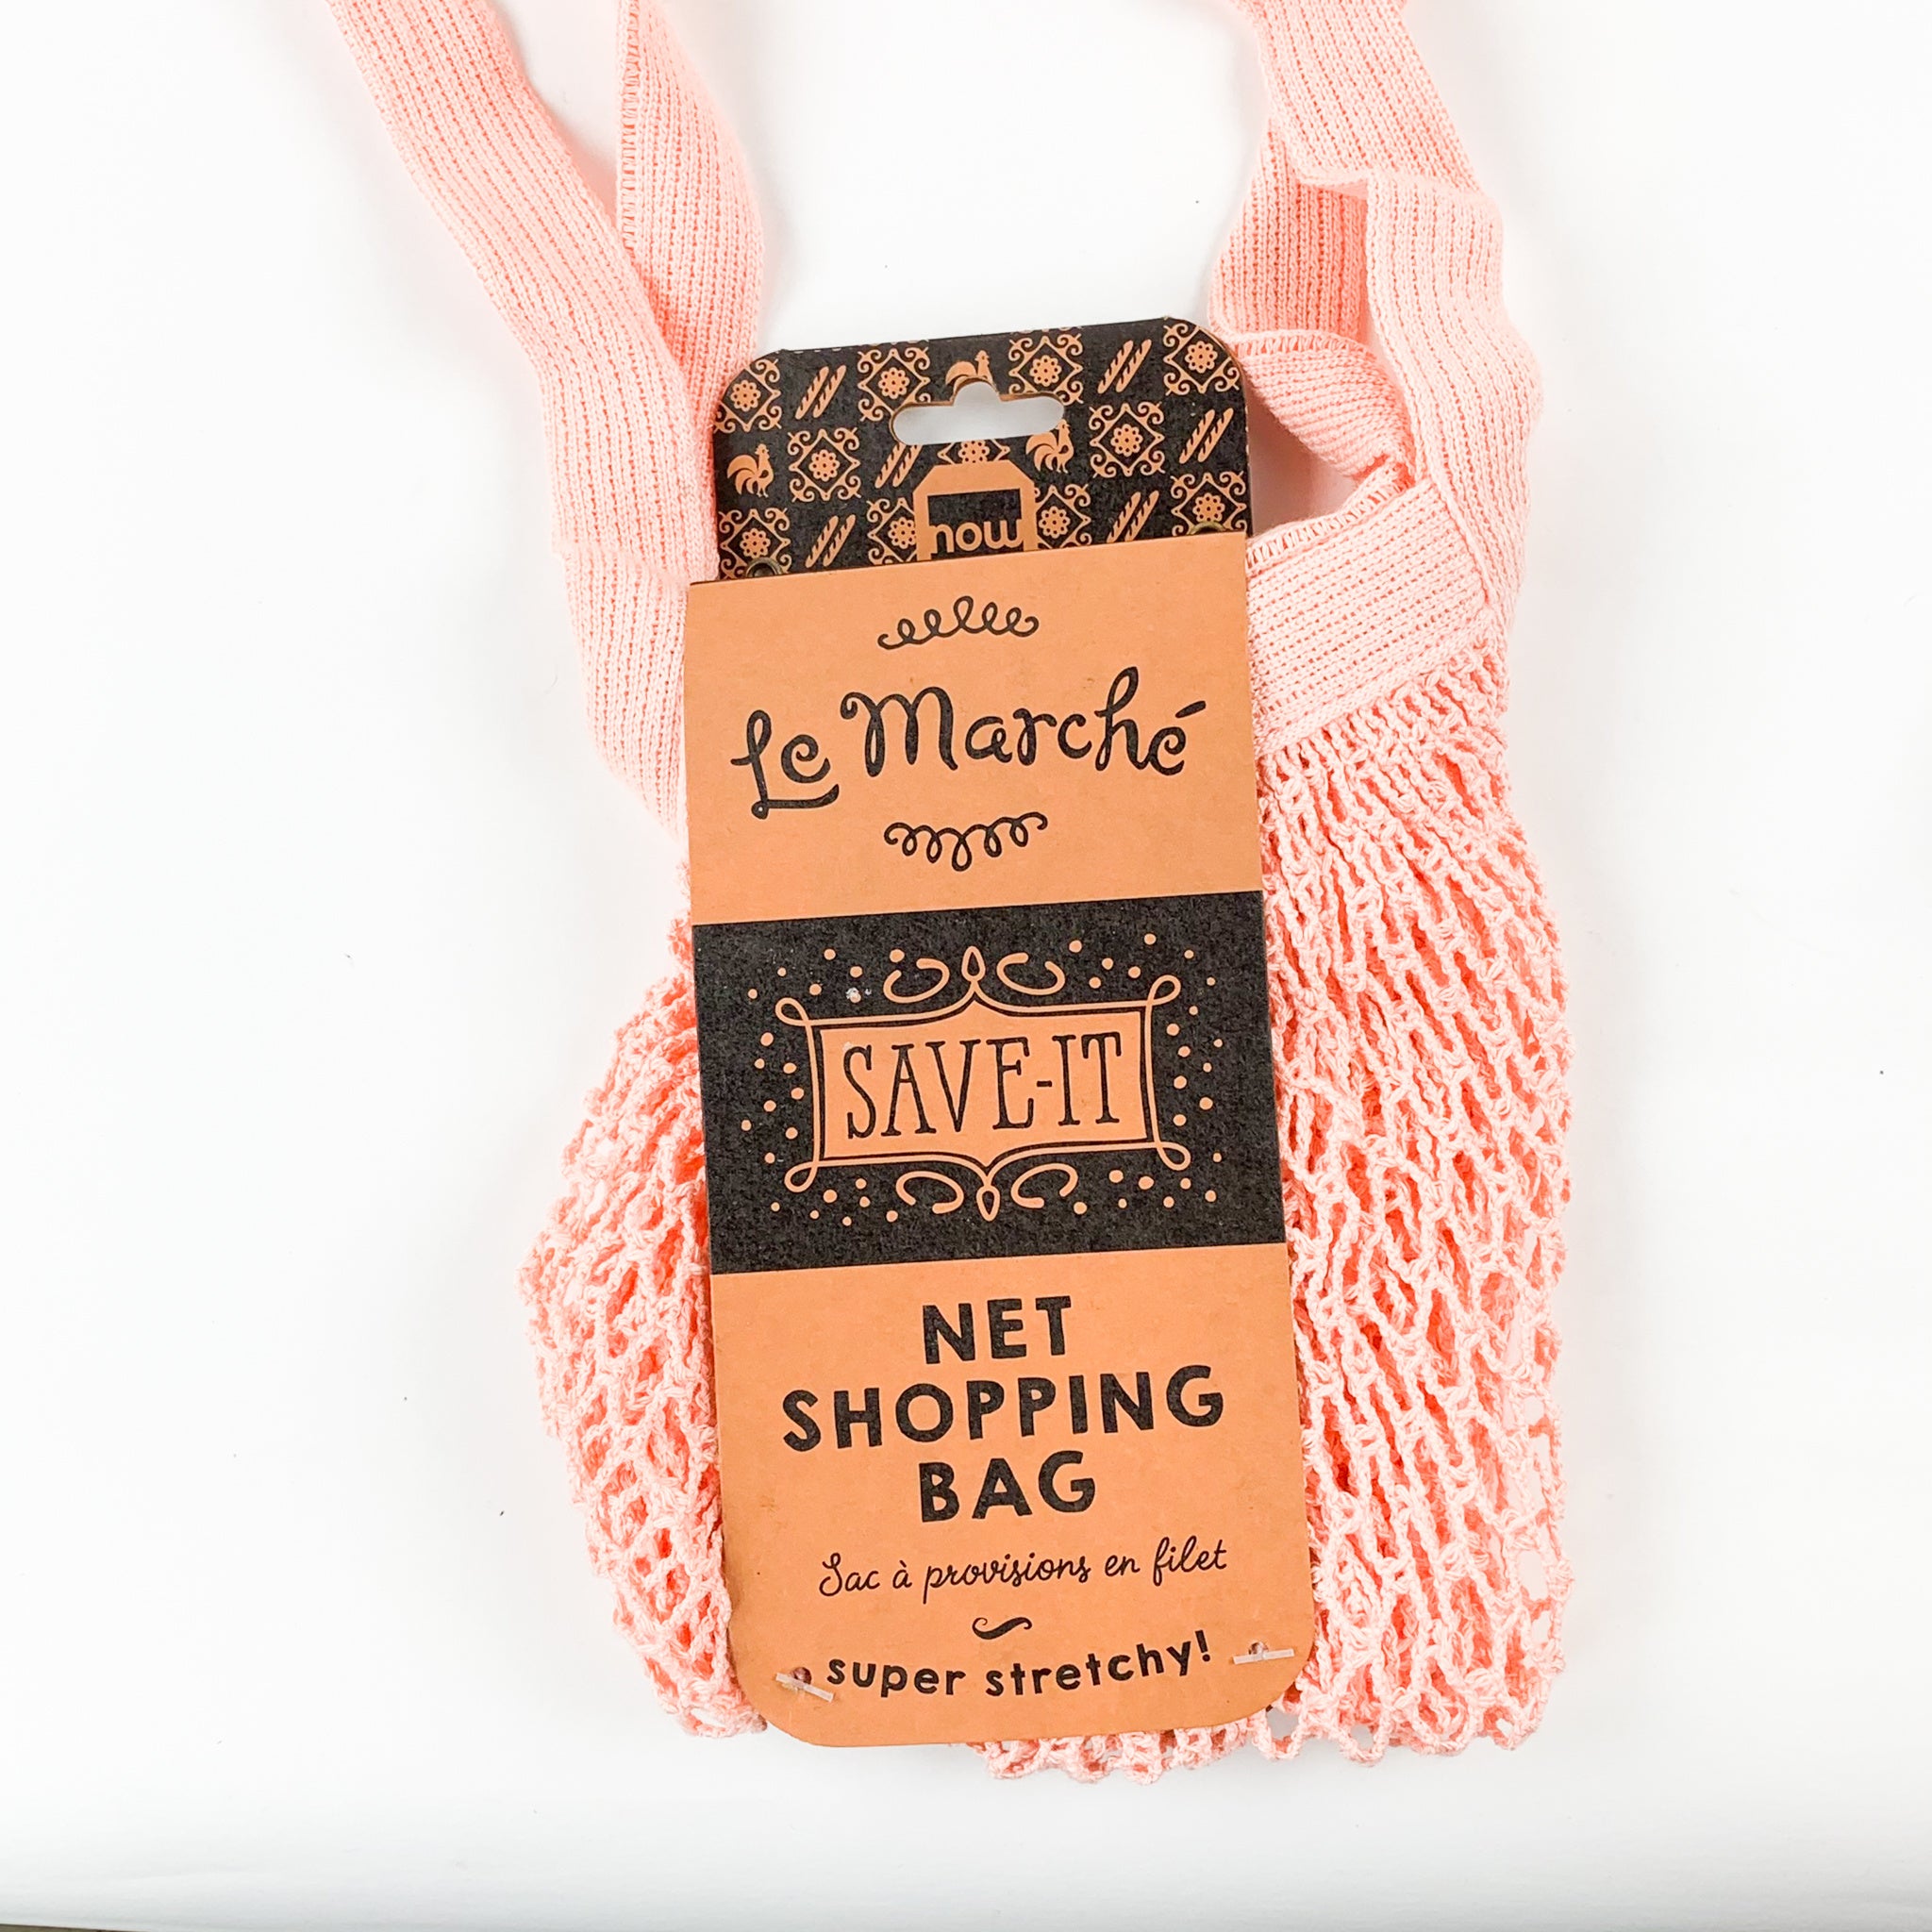 now
Le Marché
SAVE-IT
NET
SHOPPING
BAG
Sac à provisions en filet
super stretchy!